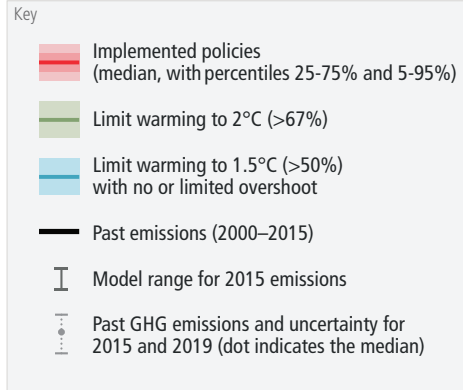 Key
Implemented policies
(median, with percentiles 25-75% and 5-95%)
Limit warming to 2°C (>67%)
Limit warming to 1.5°C (>50%)
with no or limited overshoot
Past emissions (2000–2015)
Model range for 2015 emissions
Past GHG emissions and uncertainty for
2015 and 2019 (dot indicates the median)